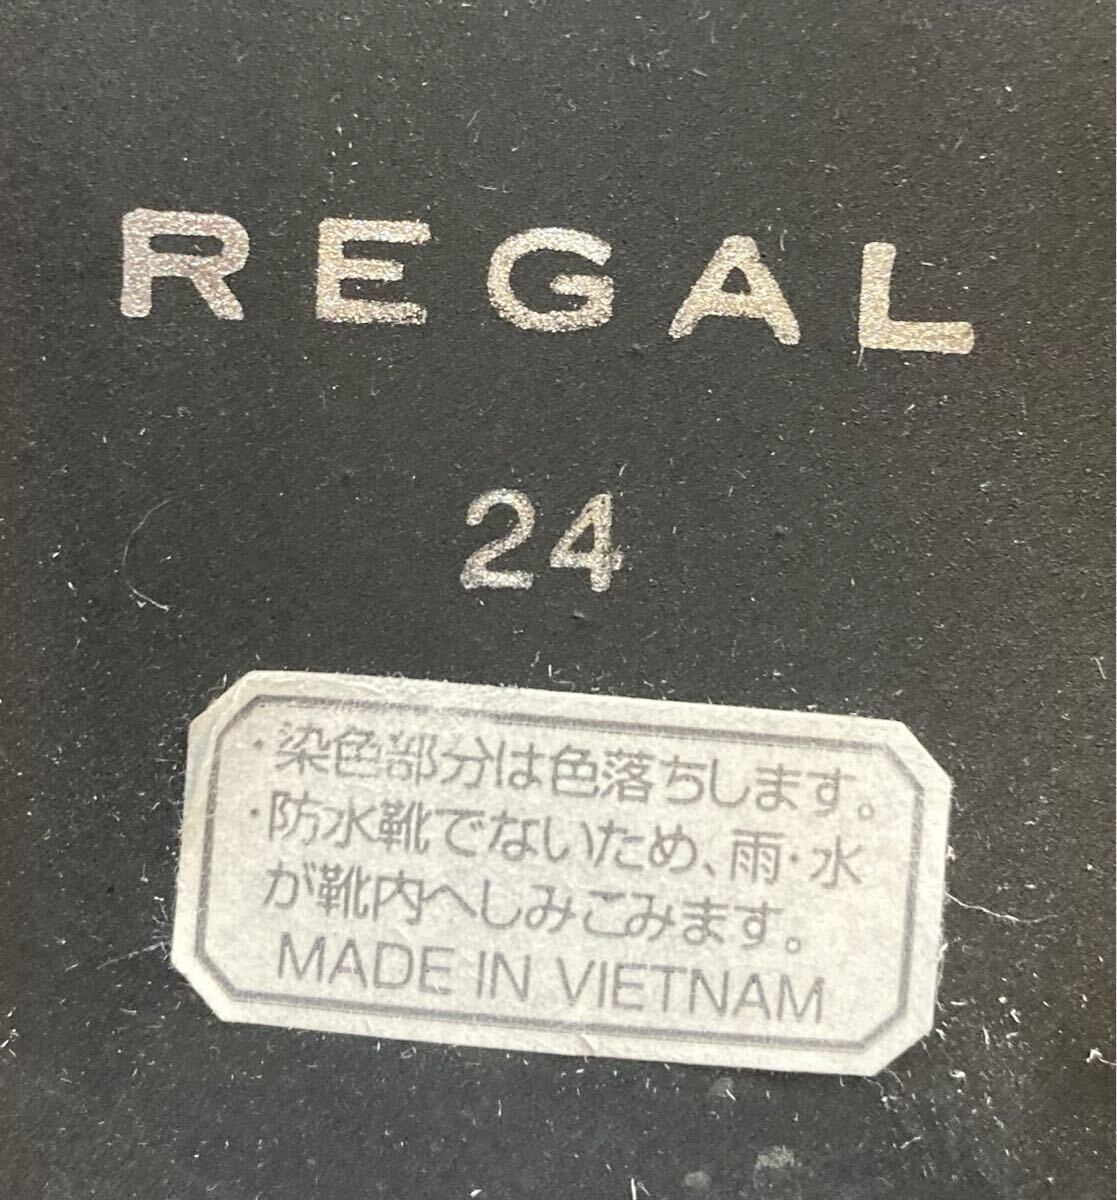 REGAL
24
・染色部分は色落ちします。
・防水靴でないため、雨・水
が靴内へしみこみます。
MADE IN VIETNAM